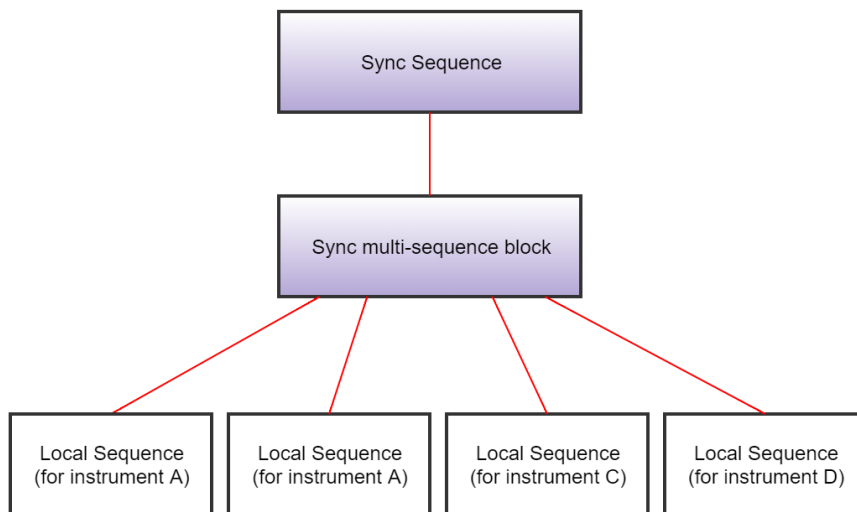 Sync Sequence
Sync multi-sequence block
Local Sequence
(for instrument A)
Local Sequence
(for instrument A)
Local Sequence
(for instrument C)
Local Sequence
(for instrument D)